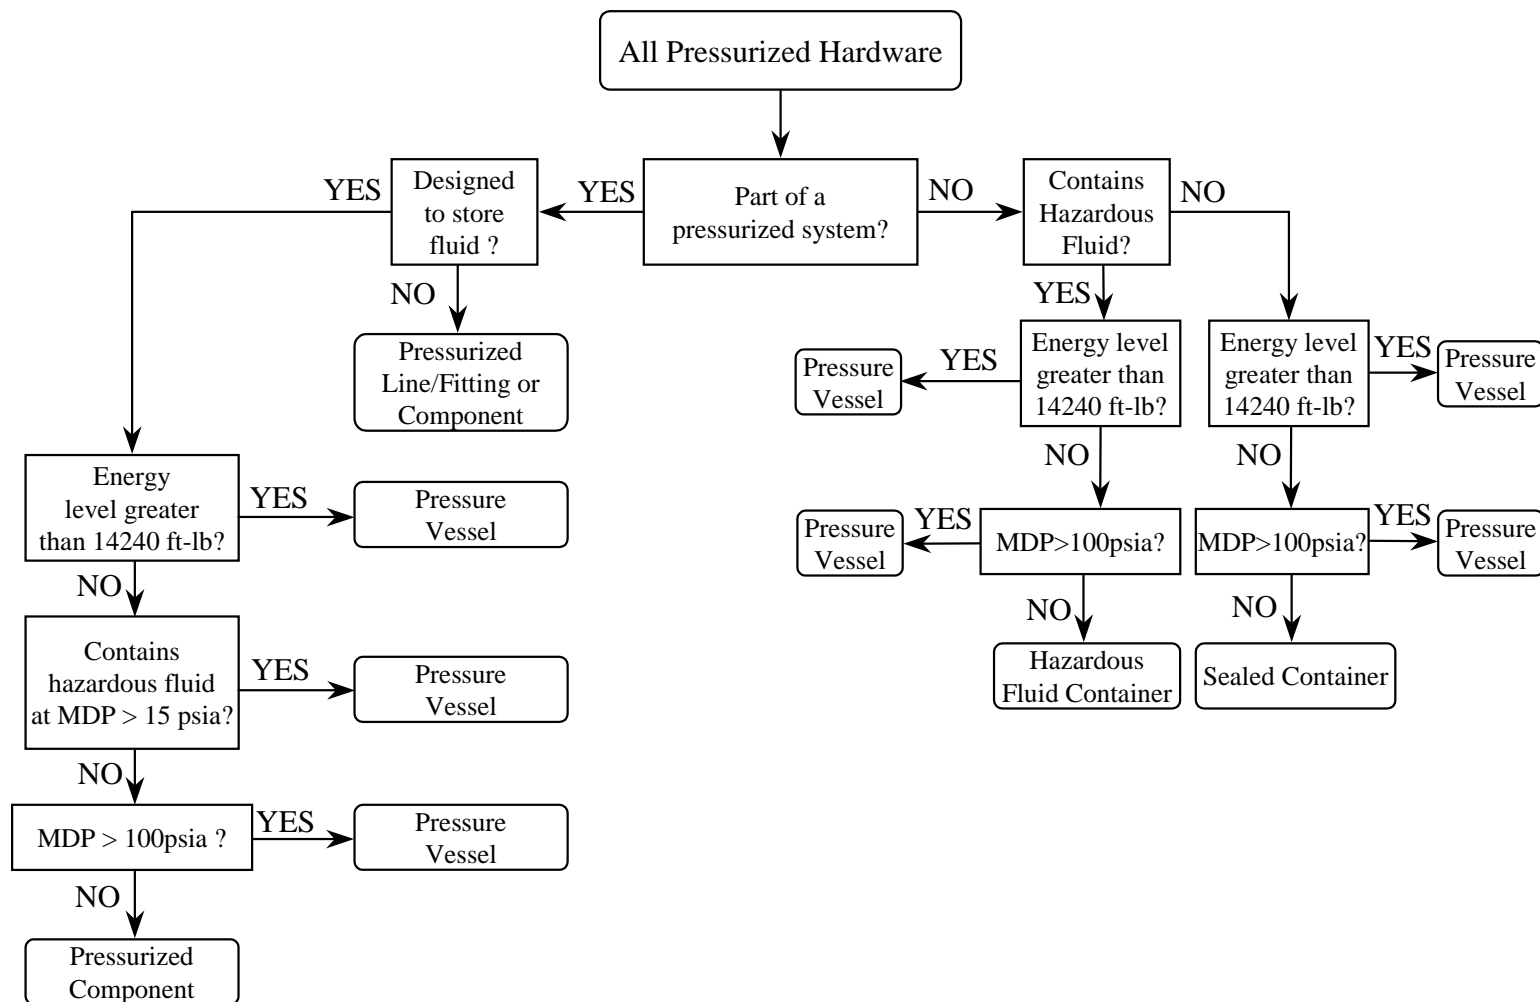 All Pressurized Hardware
YES
Designed
to store
fluid ?
YES
Part of a
pressurized system?
NO
Contains
Hazardous
Fluid?
NO
NO
YES
Pressurized
Line/Fitting or
Component
Pressure
Vessel
YES
Energy level
greater than
14240 ft-lb?
Energy level
greater than
14240 ft-lb?
YES
Pressure
Vessel
NO
NO
Energy
level greater
than 14240 ft-lb?
YES
Pressure
Vessel
Pressure
Vessel
YES
MDP>100psia?
MDP>100psia?
YES
Pressure
Vessel
NO
NO
NO
Contains
hazardous fluid
at MDP > 15 psia?
YES
Pressure
Vessel
Hazardous
Fluid Container
Sealed Container
NO
MDP > 100psia ?
YES
Pressure
Vessel
NO
Pressurized
Component